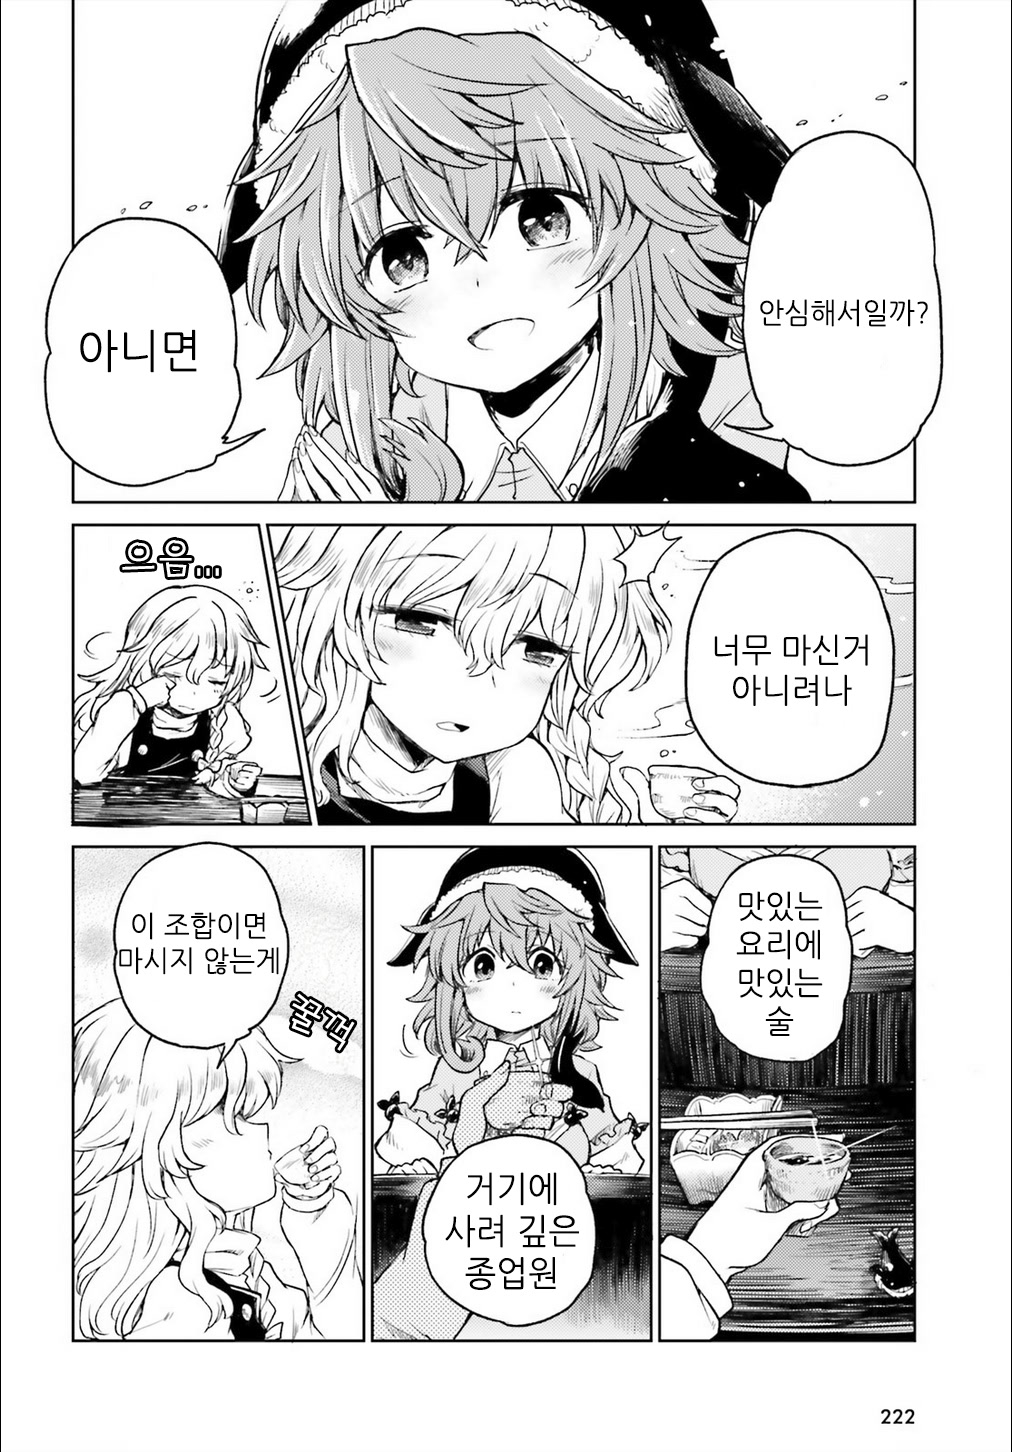 안심해서일까?
아니면
너무 마신거
아니려나
으음...
맛있는
요리에
맛있는
술
거기에
사려 깊은
종업원
이 조합이면
마시지 않는게
꿀꺽
222